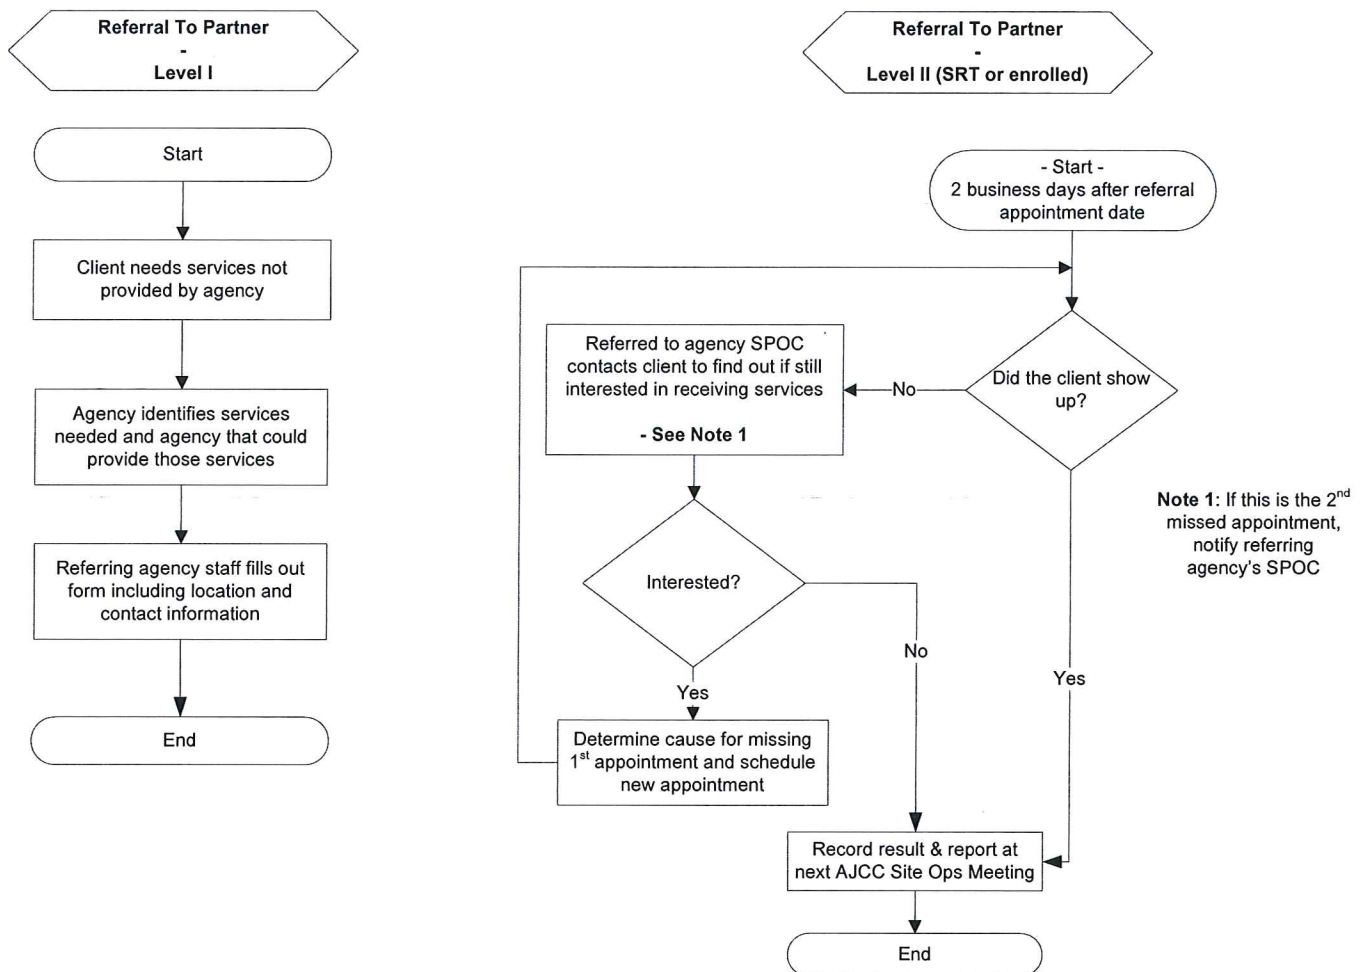 Referral To Partner
-
Level I
Start
Client needs services not
provided by agency
Agency identifies services
needed and agency that could
provide those services
Referring agency staff fills out
form including location and
contact information
End
Referral To Partner
-
Level II (SRT or enrolled)
- Start -
2 business days after referral
appointment date
Did the client show
up?
No
Referred to agency SPOC
contacts client to find out if still
interested in receiving services
- See Note 1
Interested?
Yes
Determine cause for missing
1st appointment and schedule
new appointment
No
Yes
Note 1: If this is the 2nd
missed appointment,
notify referring
agency's SPOC
Record result & report at
next AJCC Site Ops Meeting
End